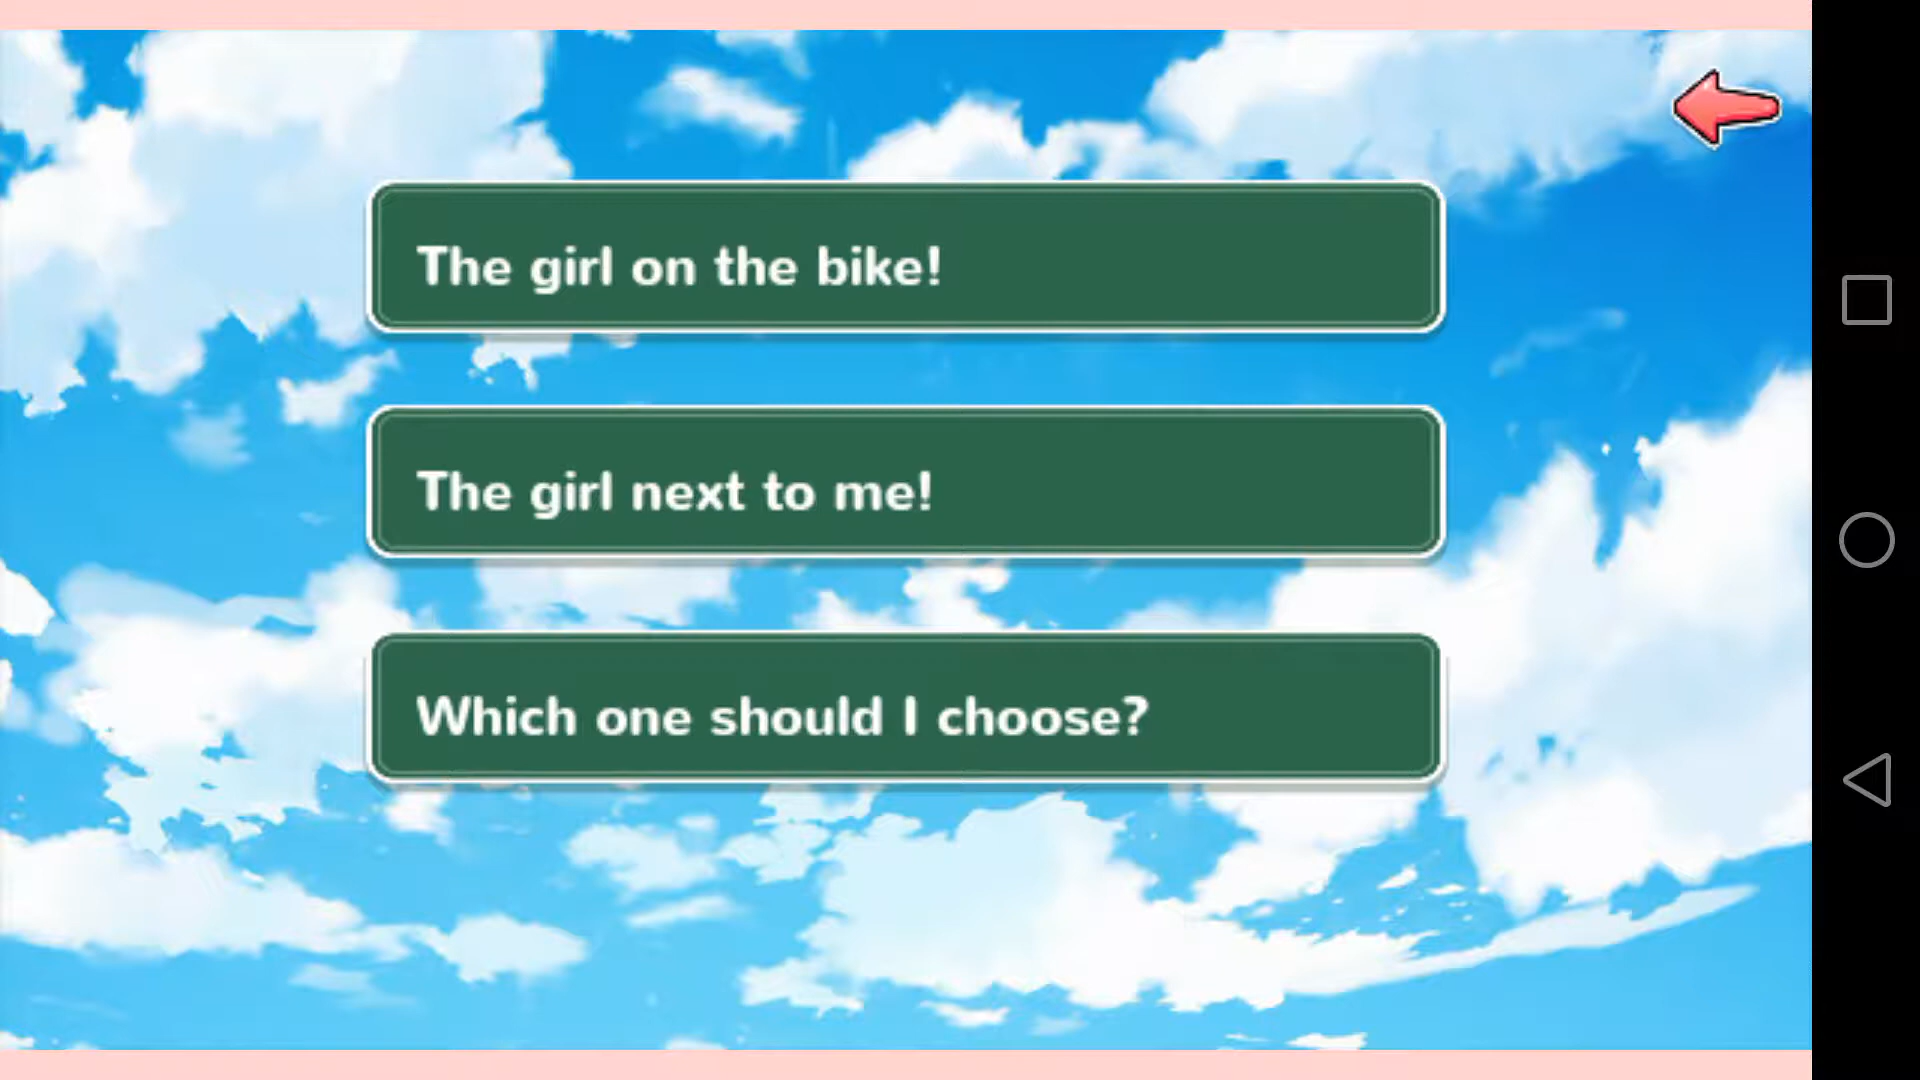 The girl on the bike!
The girl next to me!
Which one should I choose?